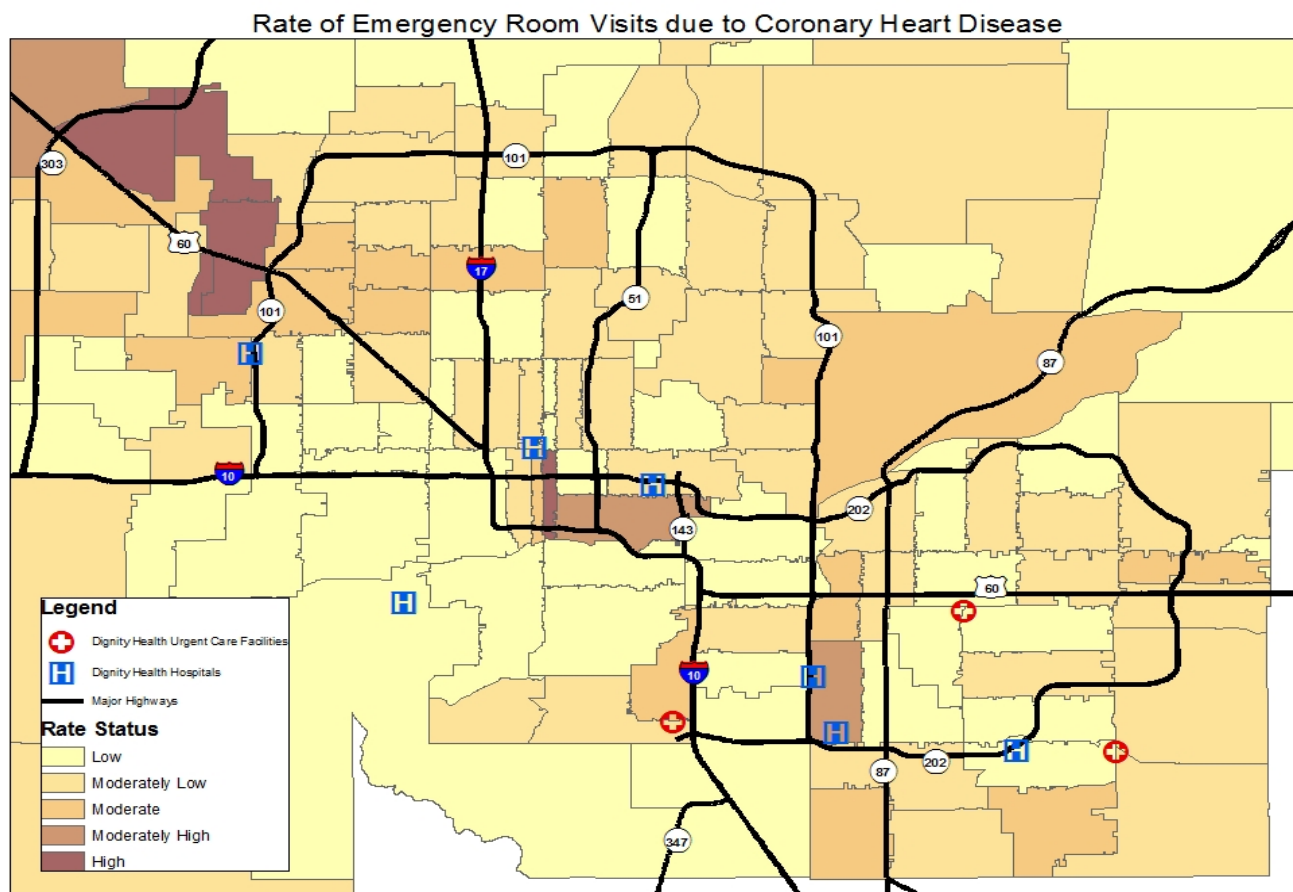 Rate of Emergency Room Visits due to Coronary Heart Disease
303
101
60
17
101
51
101
87
10
202
143
60
10
202
87
347
Legend
Dignity Health Urgent Care Facilities
H Dignity Health Hospitals
Major Highways
Rate Status
Low
Moderately Low
Moderate
Moderately High
High
H
H
H
H
H
H
H